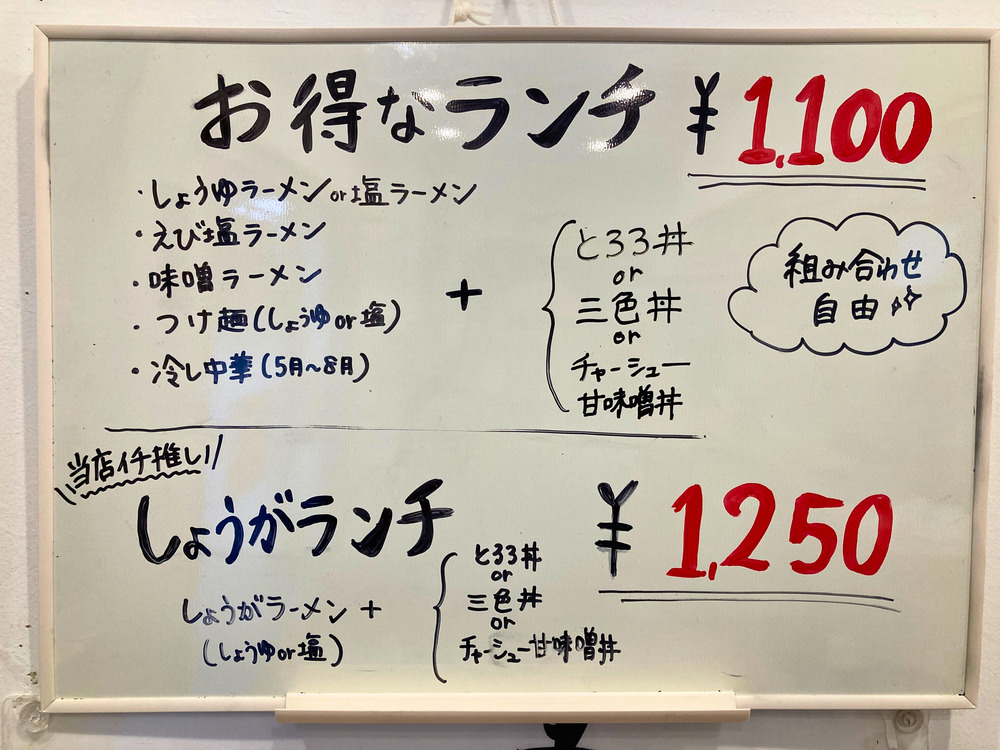 お得なランチ ¥1,100
・しょうゆラーメンor塩ラーメン
・えび塩ラーメン
・味噌ラーメン
・つけ麺(しょうゆor塩)
・冷し中華(5月〜8月)
+
とろろ丼
or
三色丼
or
チャーシュー
甘味噌丼
組み合わせ
自由
当店イチ推し!/
しょうがランチ ¥1,250
しょうがラーメン +
(しょうゆor塩)
とろろ丼
or
三色丼
or
チャーシュー甘味噌丼